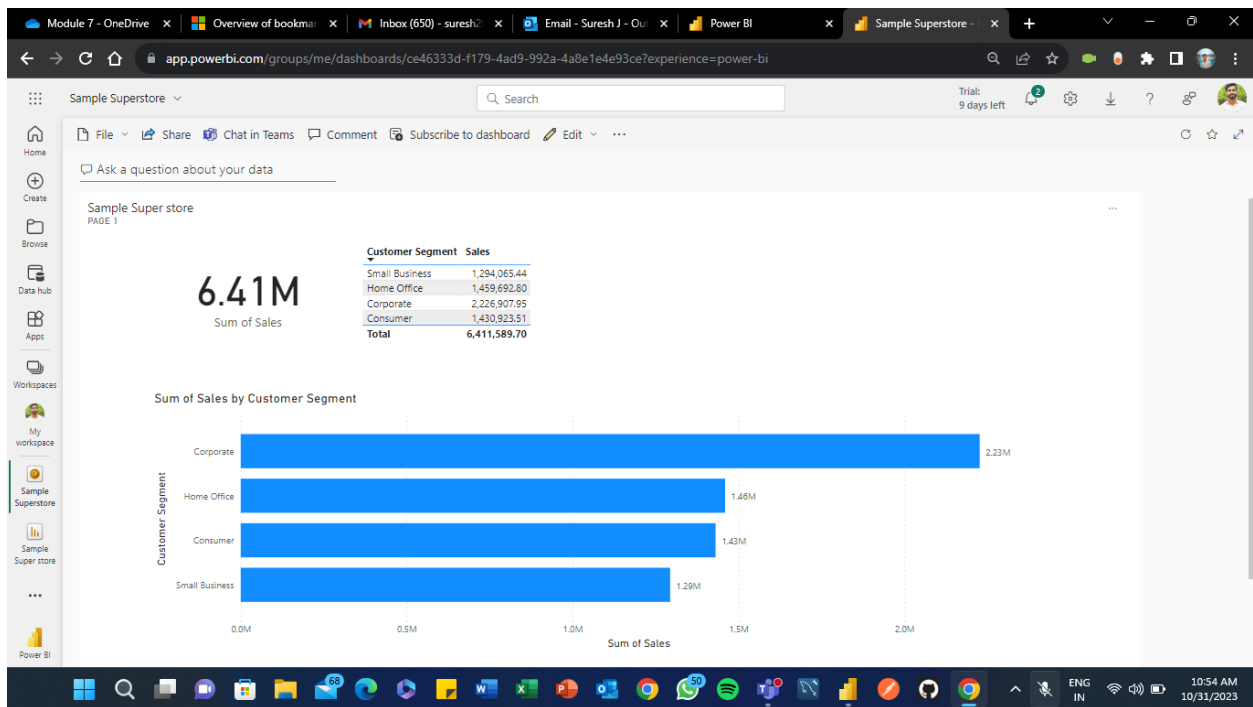 Module 7 - OneDrive
Overview of bookmar
Inbox (650) - suresh2
Email - Suresh J - Ou
Power BI
Sample Superstore -
app.powerbi.com/groups/me/dashboards/ce46333d-f179-4ad9-992a-4a8e1e4e93ce?experience=power-bi
Sample Superstore
Search
Trial:
9 days left
2
File
Share
Chat in Teams
Comment
Subscribe to dashboard
Edit
Home
Create
Browse
Data hub
Apps
Workspaces
My
workspace
Sample
Superstore
Sample
Super store
Power BI
Ask a question about your data
Sample Super store
PAGE 1
6.41M
Sum of Sales
Customer Segment Sales
Small Business 1,294,065.44
Home Office 1,459,692.80
Corporate 2,226,907.95
Consumer 1,430,923.51
Total 6,411,589.70
Sum of Sales by Customer Segment
Customer Segment
Corporate 2.23M
Home Office 1.46M
Consumer 1.43M
Small Business 1.29M
0.0M 0.5M 1.0M 1.5M 2.0M
Sum of Sales
68
50
ENG
IN
10:54 AM
10/31/2023